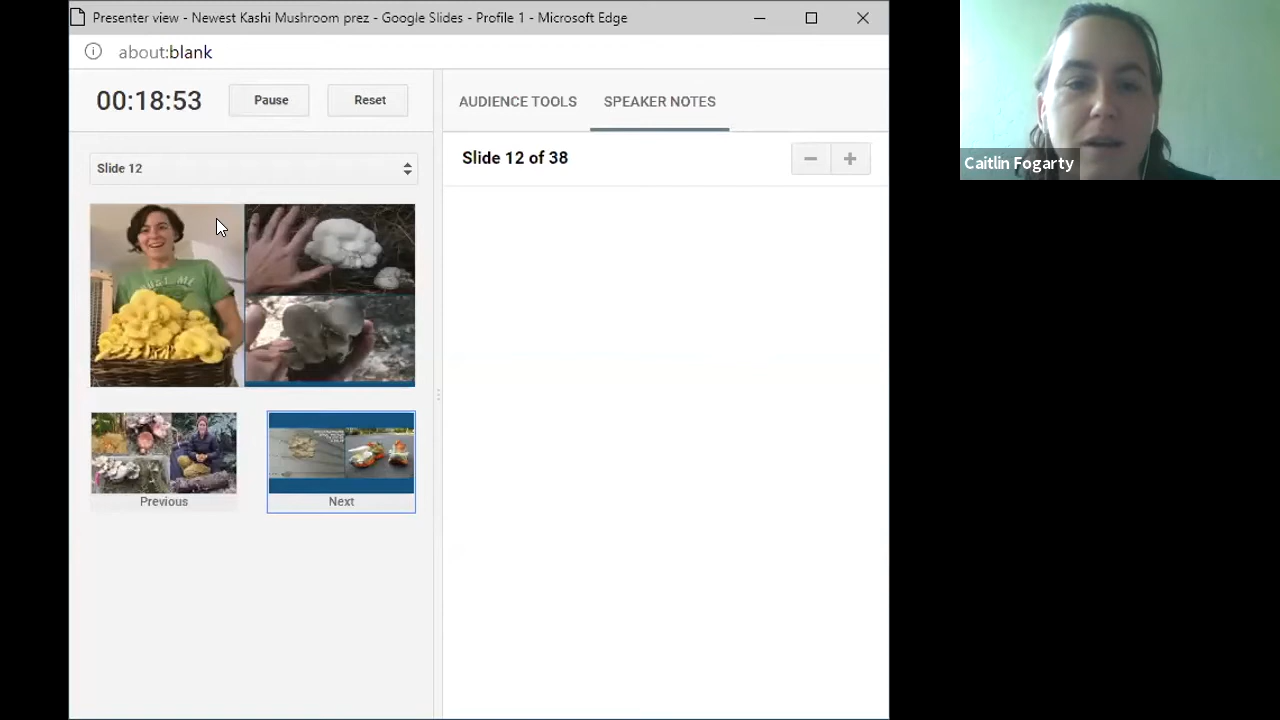 Presenter view - Newest Kashi Mushroom prez - Google Slides - Profile 1 - Microsoft Edge
about:blank
00:18:53
Pause
Reset
AUDIENCE TOOLS
SPEAKER NOTES
Slide 12
Slide 12 of 38
Previous
Next
Caitlin Fogarty